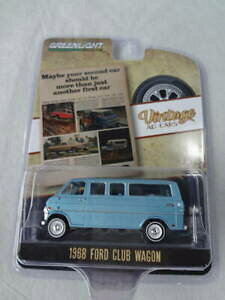 GREENLIGHT
Maybe your second car
should be more than just
another first car
Vintage
AD CARS
1968 FORD CLUB WAGON